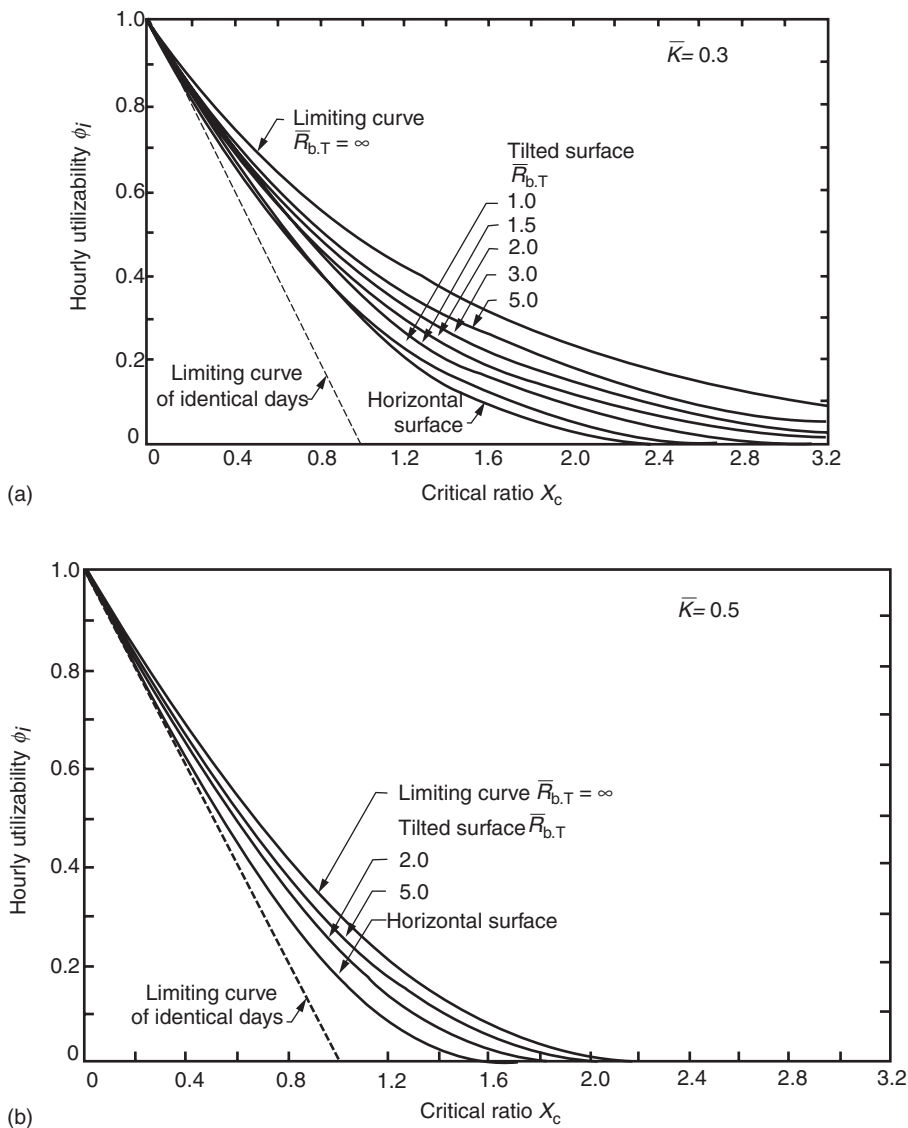 1.0
K̅= 0.3
0.8
Limiting curve
R̅b.T = ∞
Tilted surface
R̅b.T
0.6
1.0
1.5
2.0
3.0
5.0
0.4
Hourly utilizability ϕi
0.2
Limiting curve
of identical days
Horizontal
surface
0
0 0.4 0.8 1.2 1.6 2.0 2.4 2.8 3.2
(a)
Critical ratio Xc
1.0
K̅= 0.5
0.8
0.6
Hourly utilizability ϕi
Limiting curve R̅b.T = ∞
Tilted surface R̅b.T
2.0
0.4
5.0
Horizontal surface
0.2
Limiting curve
of identical days
0
0 0.4 0.8 1.2 1.6 2.0 2.4 2.8 3.2
(b)
Critical ratio Xc